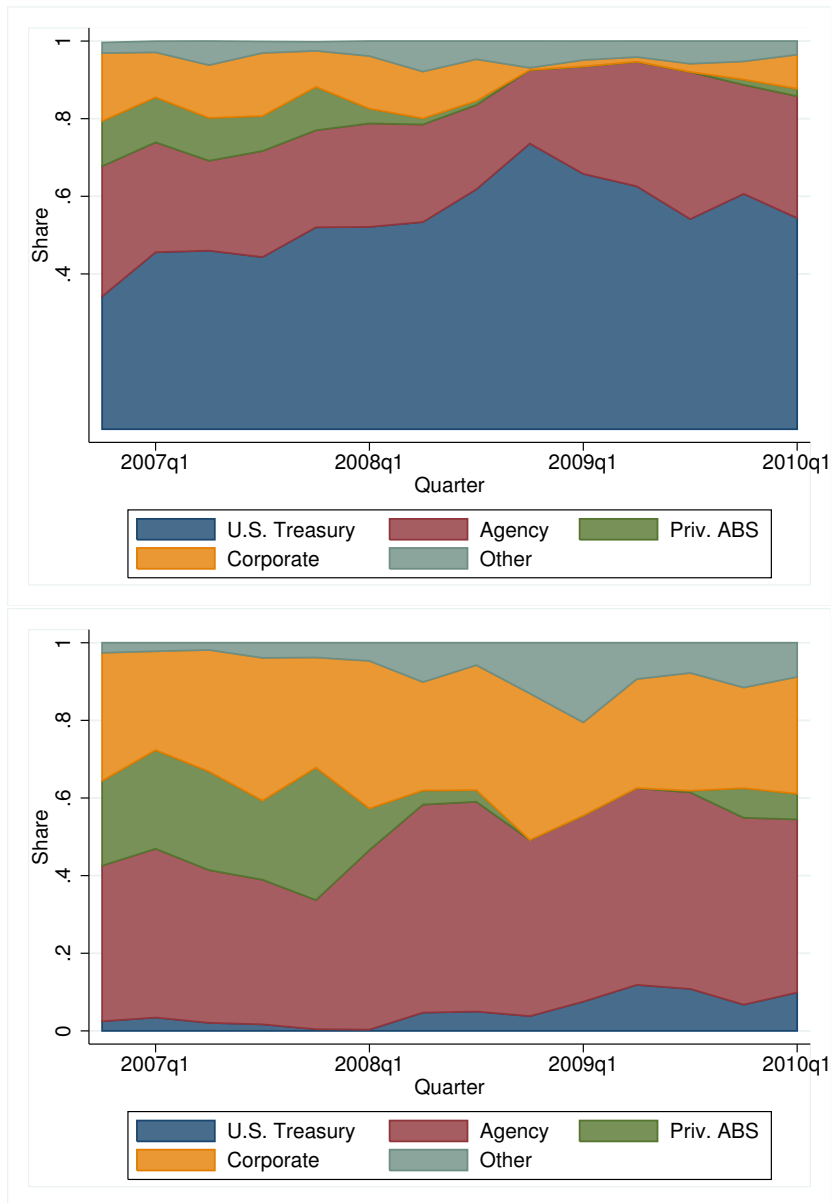 1
.8
.6
.4
Share
2007q1 2008q1 2009q1 2010q1
Quarter
U.S. Treasury Agency Priv. ABS
Corporate Other
1
.8
.6
.4
.2
0
Share
2007q1 2008q1 2009q1 2010q1
Quarter
U.S. Treasury Agency Priv. ABS
Corporate Other